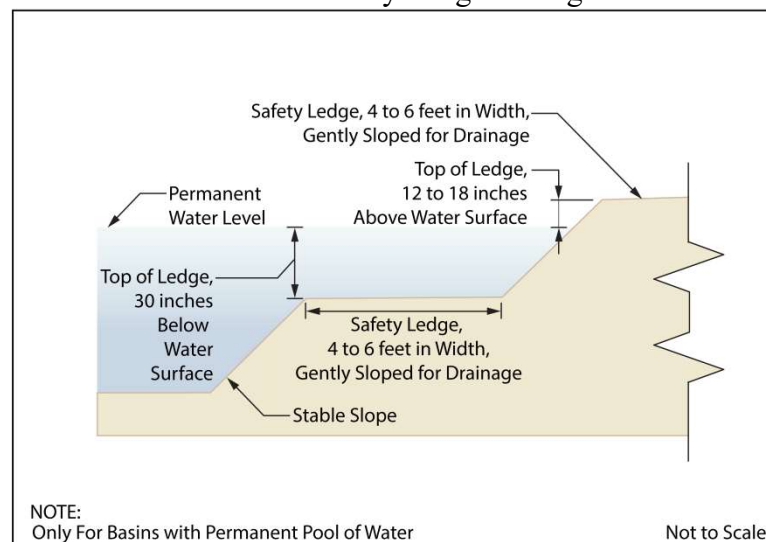 Safety Ledge, 4 to 6 feet in Width,
Gently Sloped for Drainage
Top of Ledge,
12 to 18 inches
Above Water Surface
Permanent
Water Level
Top of Ledge,
30 inches
Below
Water
Surface
Safety Ledge,
4 to 6 feet in Width,
Gently Sloped for Drainage
Stable Slope
NOTE:
Only For Basins with Permanent Pool of Water
Not to Scale